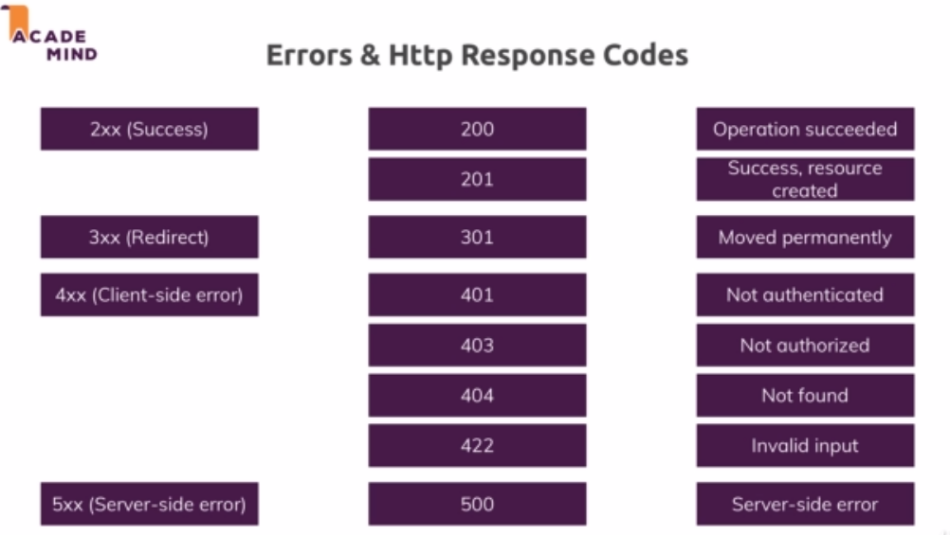 ACADE
MIND
Errors & Http Response Codes
2xx (Success)
200
Operation succeeded
201
Success, resource
created
3xx (Redirect)
301
Moved permanently
4xx (Client-side error)
401
Not authenticated
403
Not authorized
404
Not found
422
Invalid input
5xx (Server-side error)
500
Server-side error